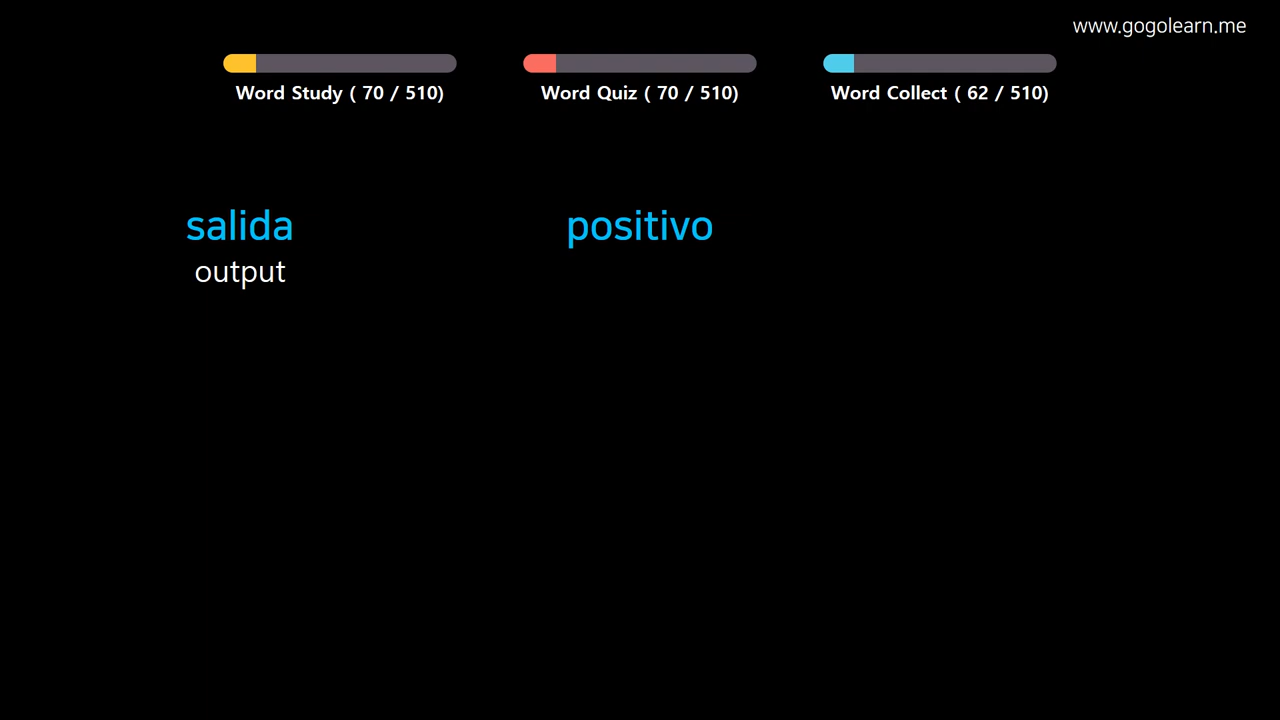 www.gogolearn.me
Word Study ( 70 / 510)
Word Quiz ( 70 / 510)
Word Collect ( 62 / 510)
salida
output
positivo